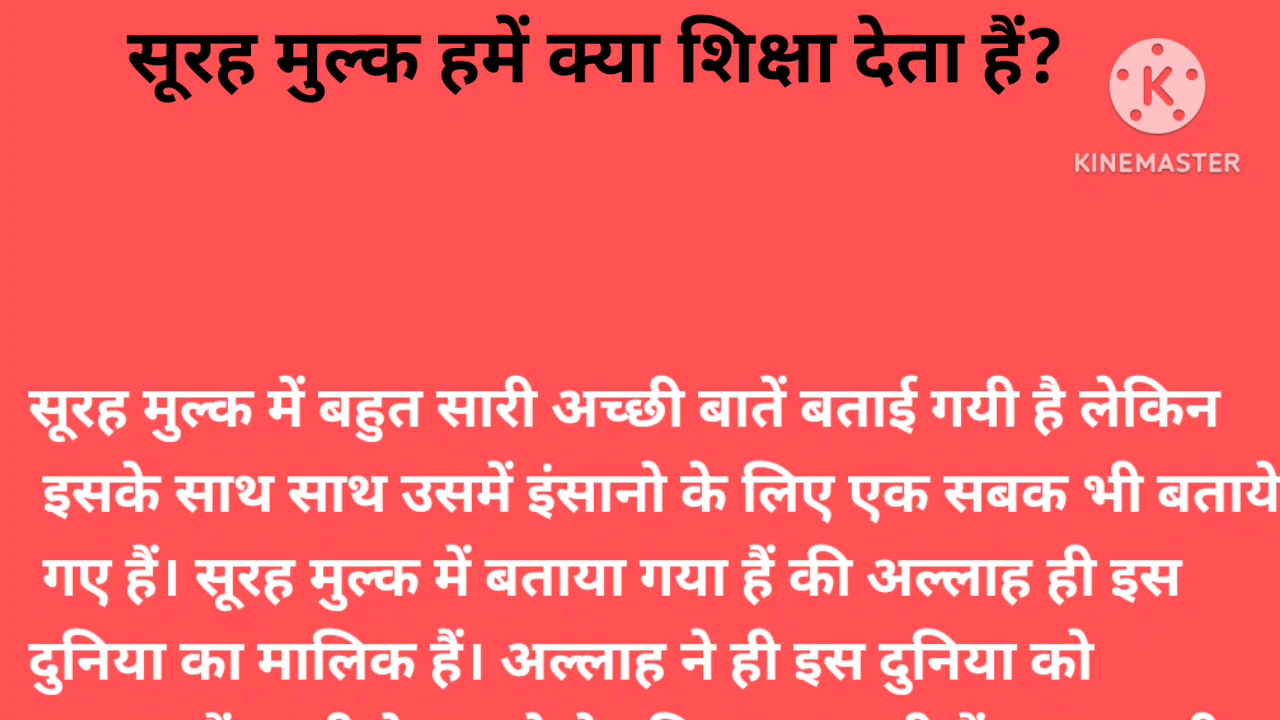 सूरह मुल्क हमें क्या शिक्षा देता हैं?
K
KINEMASTER
सूरह मुल्क में बहुत सारी अच्छी बातें बताई गयी है लेकिन
इसके साथ साथ उसमें इंसानो के लिए एक सबक भी बताये
गए हैं। सूरह मुल्क में बताया गया हैं की अल्लाह ही इस
दुनिया का मालिक हैं। अल्लाह ने ही इस दुनिया को